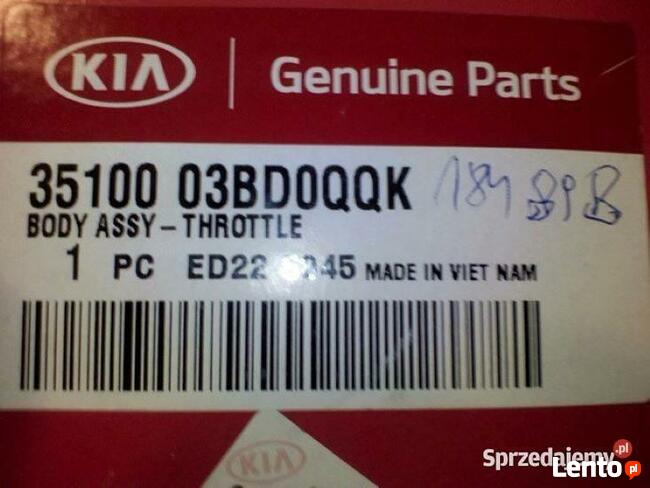 KIA Genuine Parts
35100 03BD0QQK
BODY ASSY - THROTTLE
1 PC MADE IN VIET NAM
KIA
Sprzedajemy.pl
Lento.pl